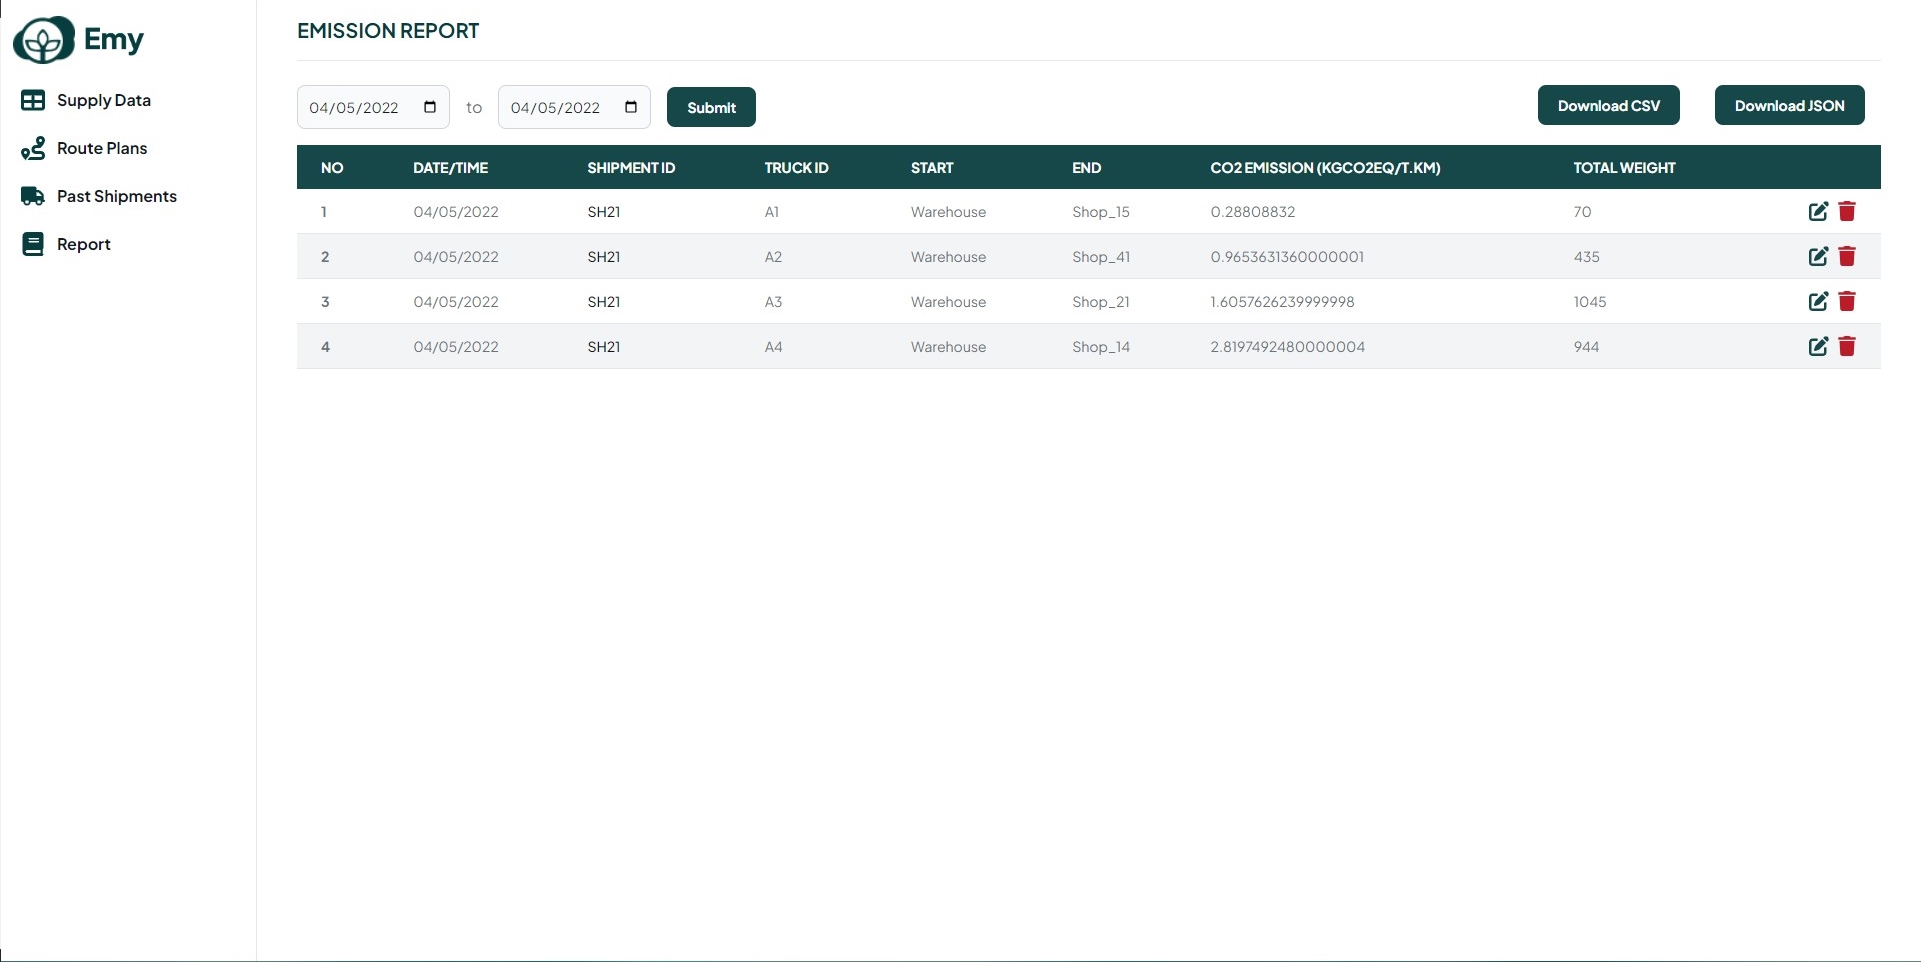 Emy
Supply Data
Route Plans
Past Shipments
Report
EMISSION REPORT
04/05/2022 to 04/05/2022 Submit Download CSV Download JSON
NO DATE/TIME SHIPMENT ID TRUCK ID START END CO2 EMISSION (KGCO2EQ/T.KM) TOTAL WEIGHT
1 04/05/2022 SH21 A1 Warehouse Shop_15 0.28808832 70
2 04/05/2022 SH21 A2 Warehouse Shop_41 0.9653631360000001 435
3 04/05/2022 SH21 A3 Warehouse Shop_21 1.6057626239999998 1045
4 04/05/2022 SH21 A4 Warehouse Shop_14 2.8197492480000004 944